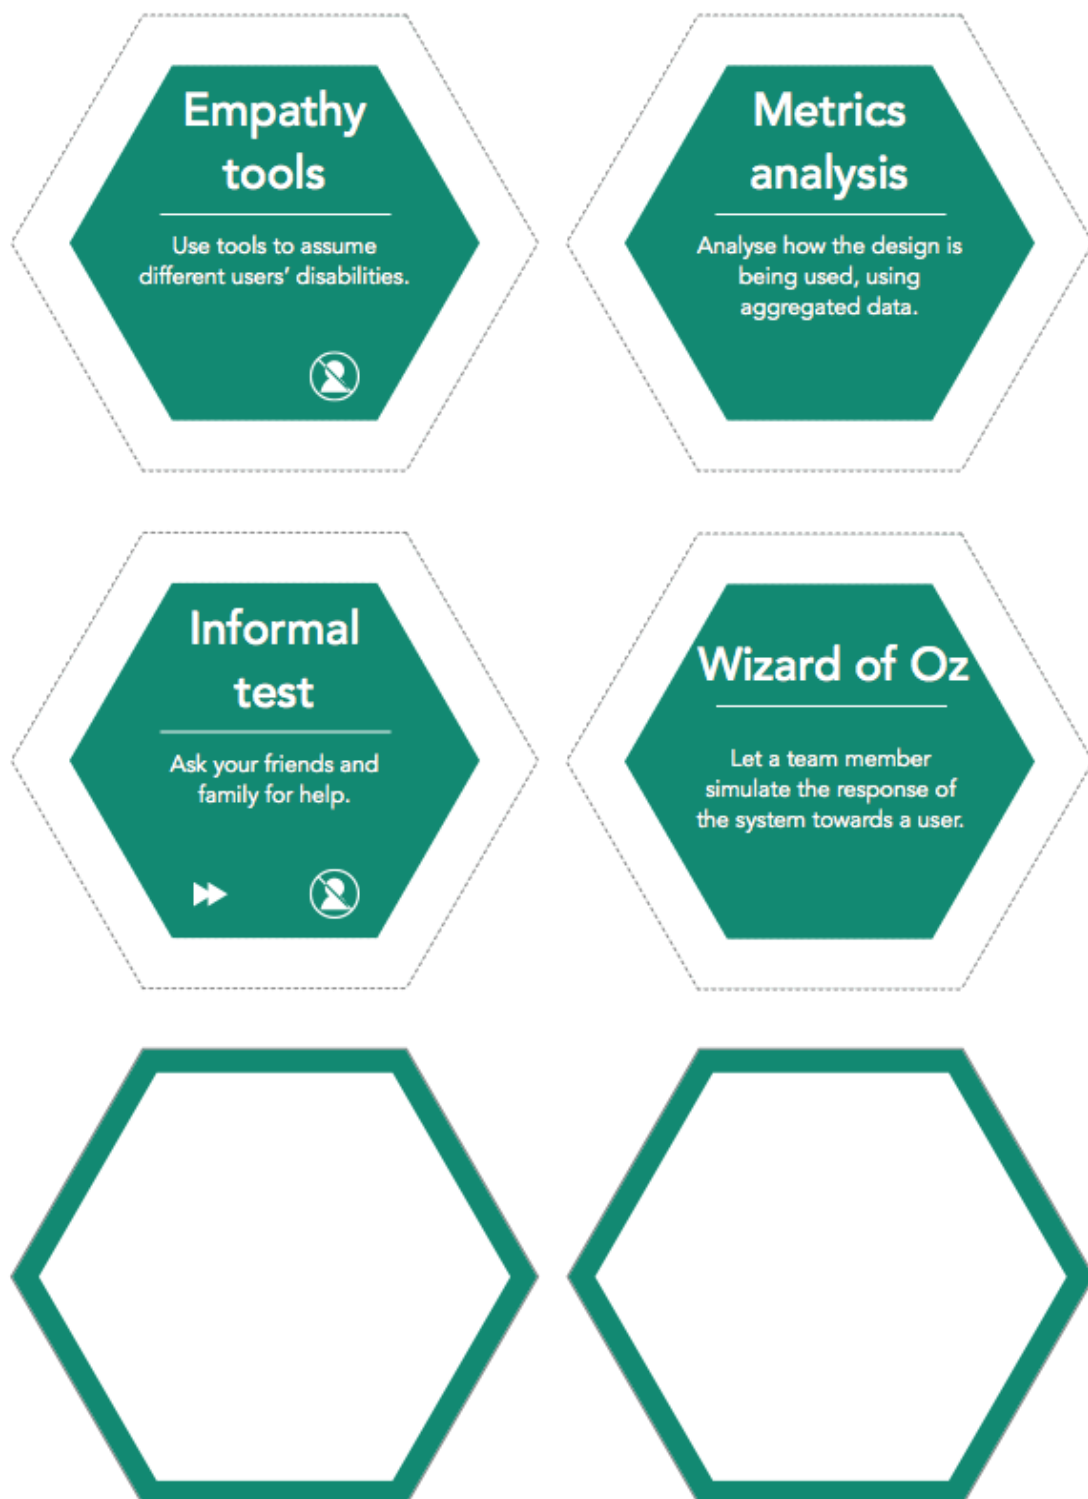 Empathy
tools
Use tools to assume
different users’ disabilities.
Metrics
analysis
Analyse how the design is
being used, using
aggregated data.
Informal
test
Ask your friends and
family for help.
Wizard of Oz
Let a team member
simulate the response of
the system towards a user.